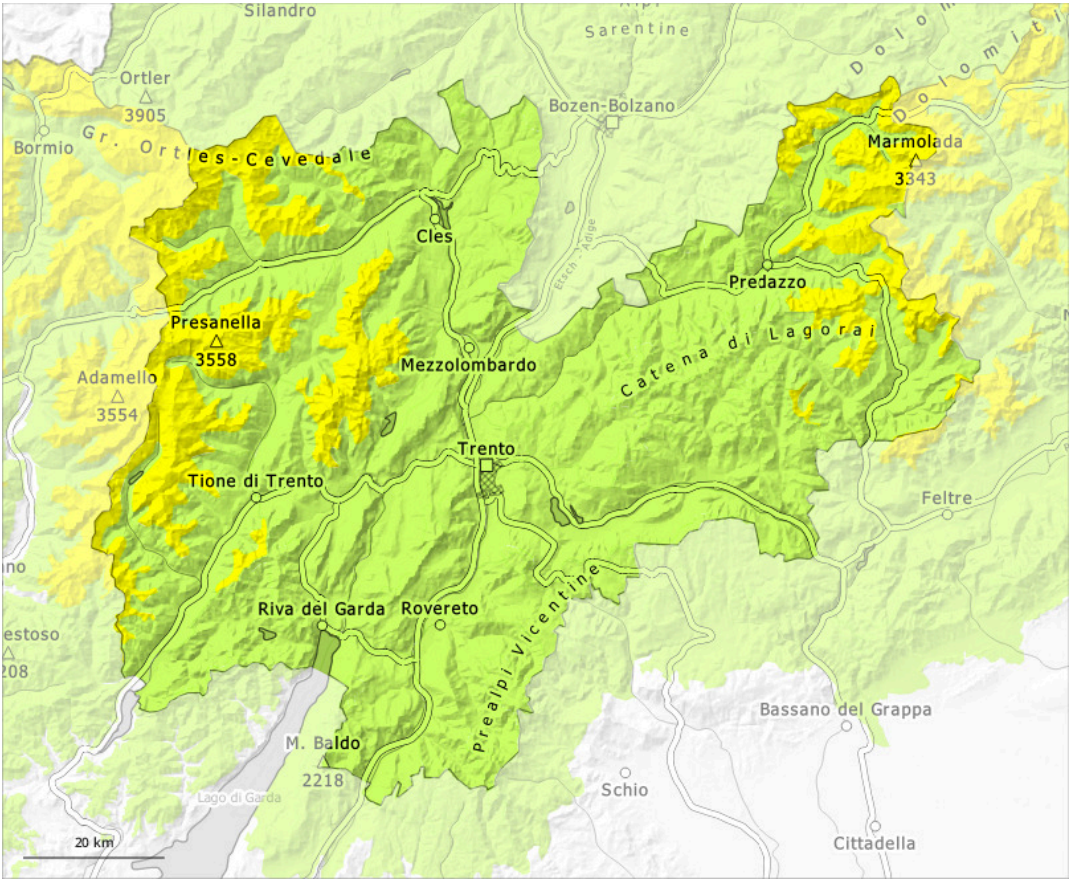 Silandro
Sarentine
Dolomiti
Ortler
3905
Bozen-Bolzano
Bormio
Gr. Ortles-Cevedale
Marmolada
3343
Cles
Etsch - Adige
Predazzo
Presanella
3558
Catena di Lagorai
Mezzolombardo
Adamello
3554
Trento
Tione di Trento
Feltre
Riva del Garda
Rovereto
estoso
208
Prealpi Vicentine
Bassano del Grappa
M. Baldo
2218
Schio
Lago di Garda
20 km
Cittadella